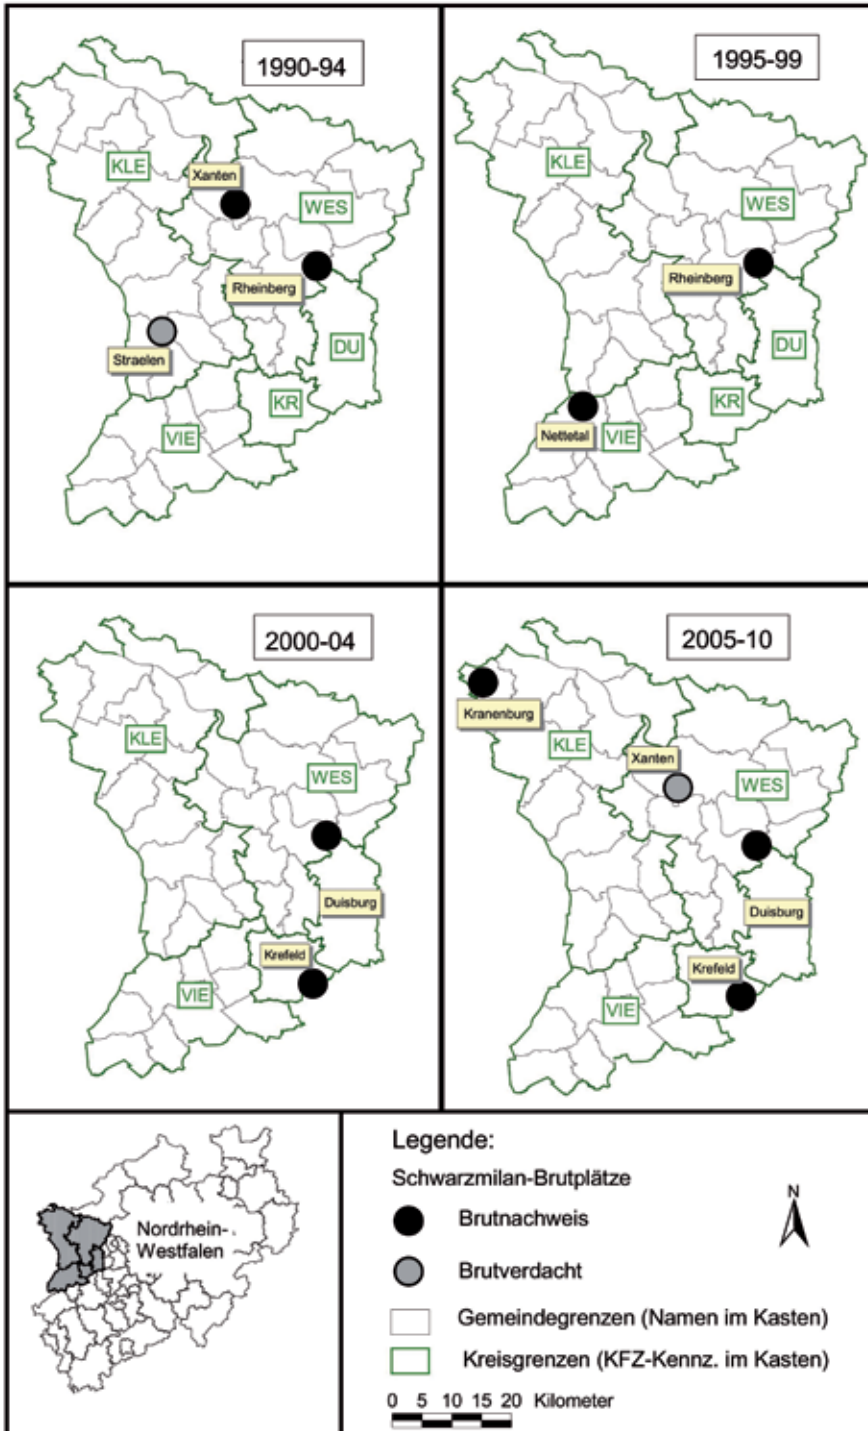 1990-94
KLE
Xanten
WES
Rheinberg
Straelen
DU
KR
VIE
1995-99
KLE
WES
Rheinberg
DU
KR
Nettetal
VIE
2000-04
KLE
WES
Duisburg
Krefeld
VIE
2005-10
Kranenburg
KLE
Xanten
WES
Duisburg
Krefeld
VIE
Nordrhein-
Westfalen
Legende:
Schwarzmilan-Brutplätze
Brutnachweis
Brutverdacht
Gemeindegrenzen (Namen im Kasten)
Kreisgrenzen (KFZ-Kennz. im Kasten)
0 5 10 15 20 Kilometer
N